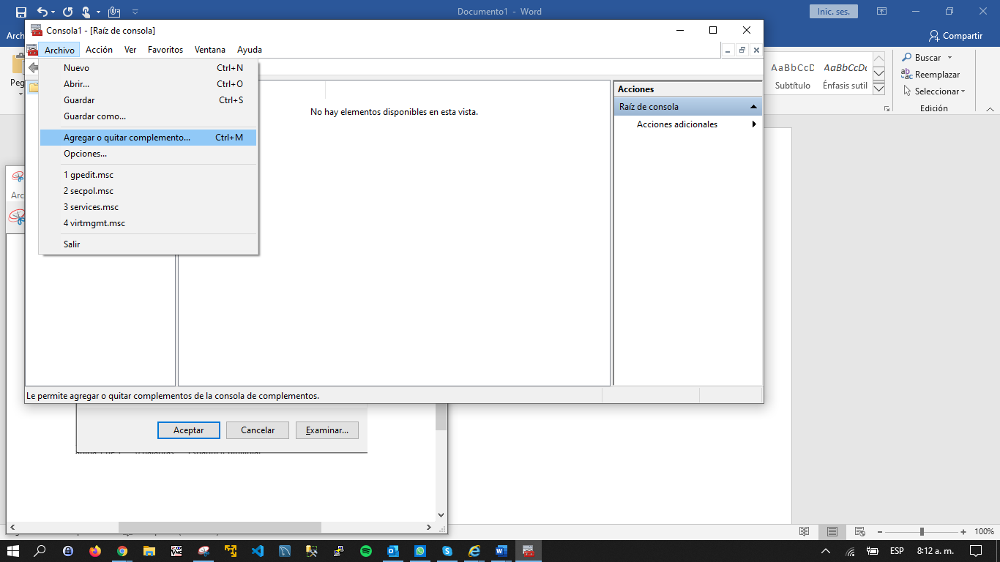 Documento1 - Word
Inic. ses.
Arch
Compartir
Consola1 - [Raíz de consola]
Archivo Acción Ver Favoritos Ventana Ayuda
Nuevo Ctrl+N
Abrir... Ctrl+O
Guardar Ctrl+S
Guardar como...
Agregar o quitar complemento... Ctrl+M
Opciones...
1 gpedit.msc
2 secpol.msc
3 services.msc
4 virtmgmt.msc
Salir
No hay elementos disponibles en esta vista.
Acciones
Raíz de consola
Acciones adicionales
Le permite agregar o quitar complementos de la consola de complementos.
Peg
AaBbCcD AaBbCcDc
Subtítulo Énfasis sutil
Buscar
Reemplazar
Seleccionar
Edición
Arc
Aceptar Cancelar Examinar...
100%
ESP 8:12 a. m.